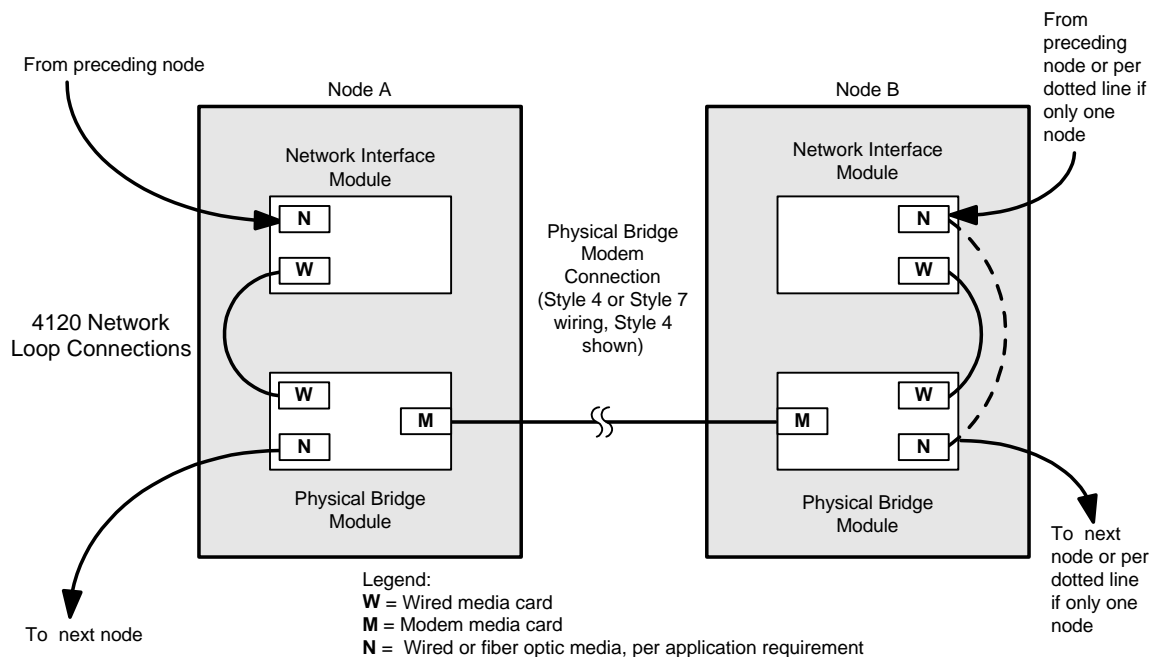 From preceding node
From
preceding
node or per
dotted line if
only one
node
Node A
Node B
Network Interface
Module
N
W
Network Interface
Module
N
W
Physical Bridge
Modem
Connection
(Style 4 or Style 7
wiring, Style 4
shown)
4120 Network
Loop Connections
W
M
N
Physical Bridge
Module
W
M
N
Physical Bridge
Module
To next node
To next
node or per
dotted line
if only one
node
Legend:
W = Wired media card
M = Modem media card
N = Wired or fiber optic media, per application requirement